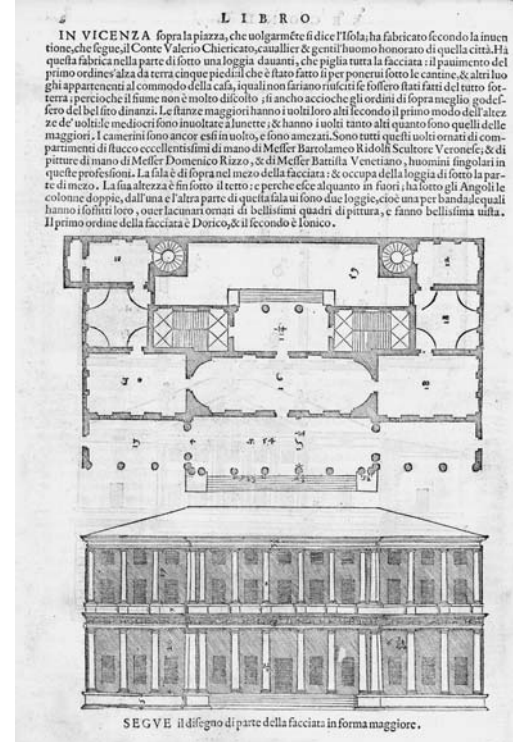 6 LIBRO
IN VICENZA ſopra la piazza, che uolgarmẽte ſi dice l'Iſola; ha fabricato ſecondo la inuen
tione, che ſegue, il Conte Valerio Chiericato, cauallier & gentil'huomo honorato di quella città. Hà
queſta fabrica nella parte di ſotto una loggia dauanti, che piglia tutta la facciata: il pauimento del
primo ordine s'alza da terra cinque piedi: il che è ſtato fatto ſi per ponerui ſotto le cantine, & altri luo
ghi appartenenti al commodo della caſa, iquali non ſariano riuſciti ſe foſſero ſtati fatti del tutto ſot-
terra; percioche il fiume non è molto diſcoſto; ſi ancho accioche gli ordini di ſopra meglio godeſ-
ſero del bel ſito dinanzi. Le ſtanze maggiori hanno i uolti loro alti ſecondo il primo modo dell'altez
ze de' uolti: le mediocri ſono inuoltate à lunette; & hanno i uolti tanto alti quanto ſono quelli delle
maggiori. I camerini ſono ancor eſſi in uolto, e ſono amezati. Sono tutti queſti uolti ornati di com-
partimenti di ſtucco eccellentiſſimi di mano di Meſſer Bartolameo Ridolfi Scultore Veroneſe; & di
pitture di mano di Meſſer Domenico Rizzo, & di Meſſer Battiſta Venetiano, huomini ſingolari in
queſte profeſſioni. La ſala è di ſopra nel mezo della facciata: & occupa della loggia di ſotto la par-
te di mezo. La ſua altezza è fin ſotto il tetto: e perche eſce alquanto in fuori, ha ſotto gli Angoli le
colonne doppie, dall'una e l'altra parte di queſta ſala ui ſono due loggie, cioè una per banda; lequali
hanno i ſoffitti loro, ouer lacunari ornati di belliſſimi quadri di pittura, e fanno belliſſima uiſta.
Il primo ordine della facciata è Dorico, & il ſecondo è Ionico.
16
18
54
SEGVE il diſegno di parte della facciata in forma maggiore.